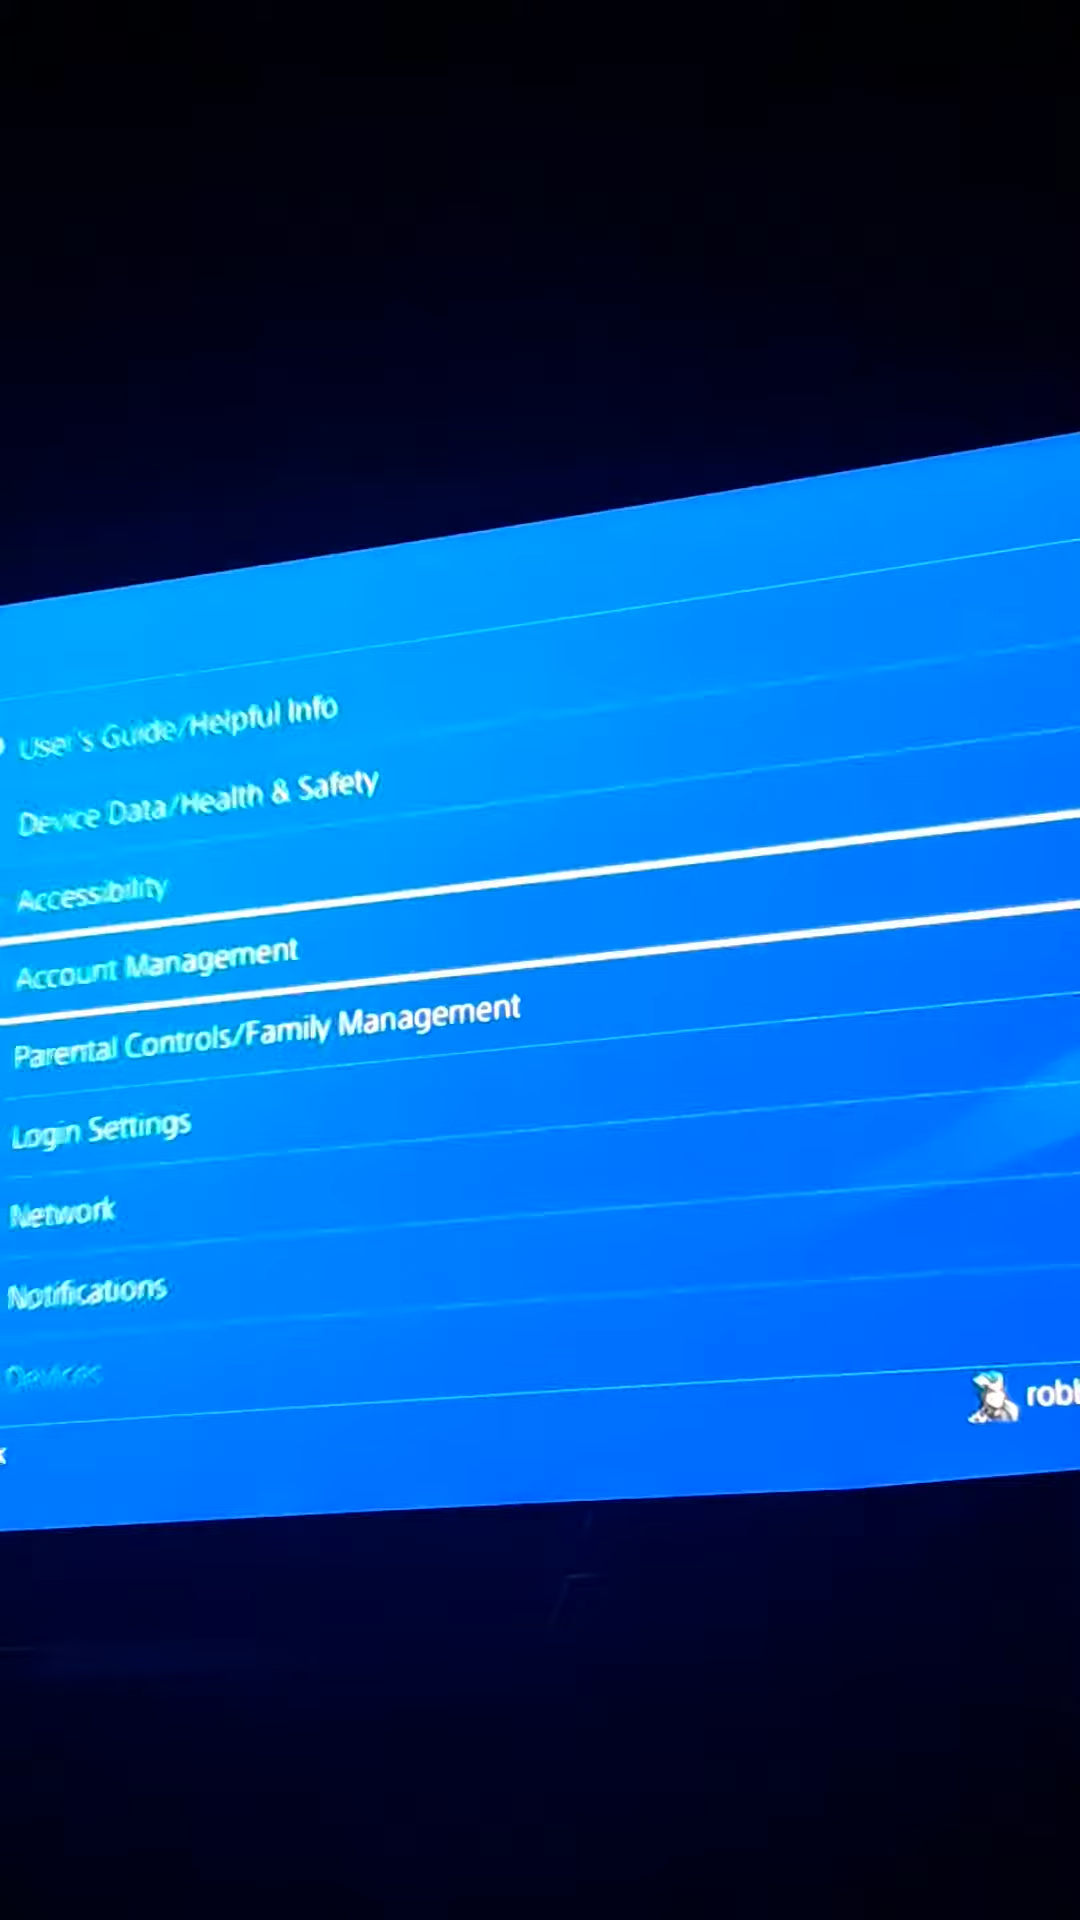 User's Guide/Helpful Info
Device Data/Health & Safety
Accessibility
Account Management
Parental Controls/Family Management
Login Settings
Network
Notifications
Devices